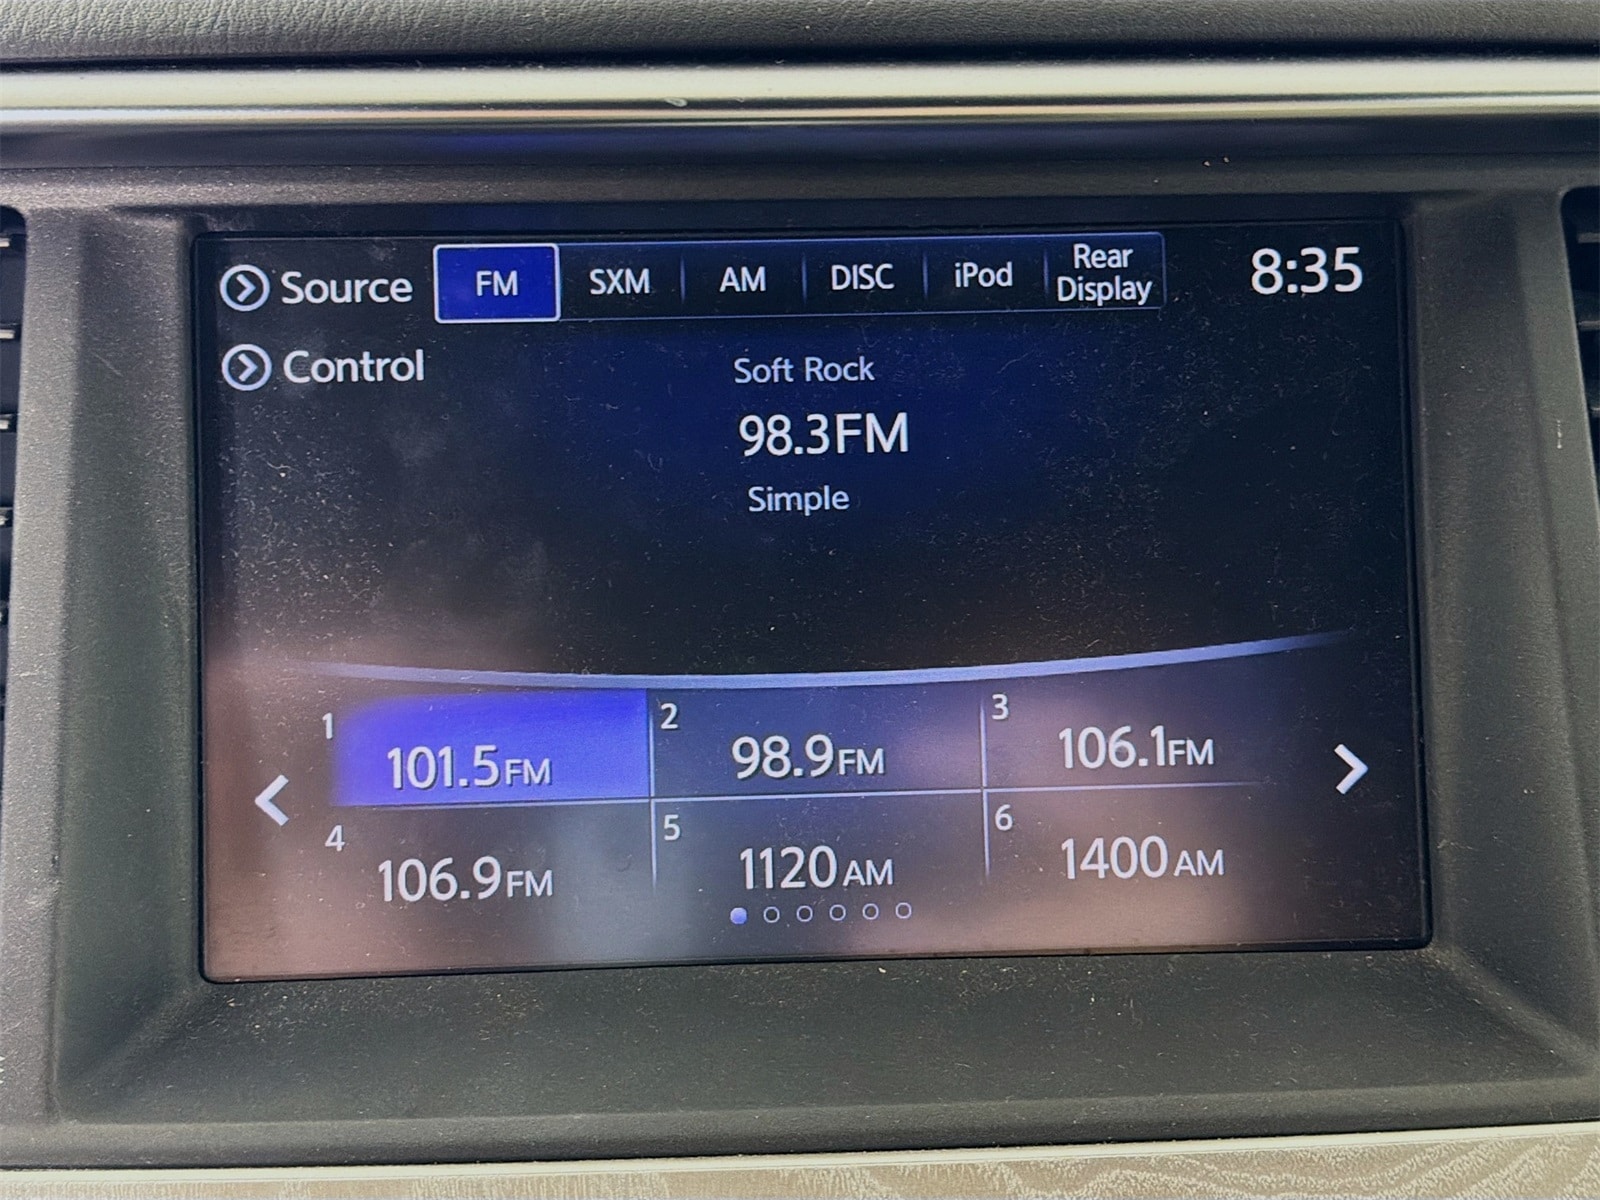 Source FM SXM AM DISC iPod Rear Display 8:35
Control
Soft Rock
98.3FM
Simple
1 101.5FM
2 98.9FM
3 106.1FM
4 106.9FM
5 1120AM
6 1400AM